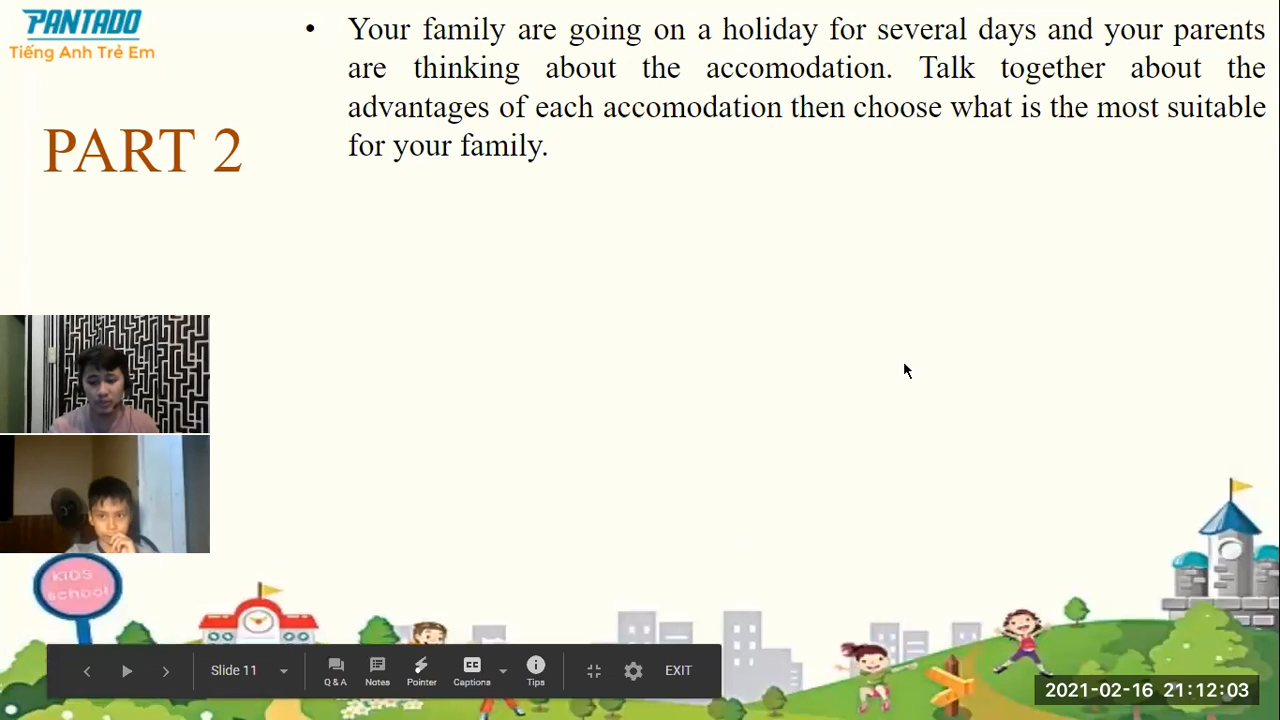 PANTADO
Tiếng Anh Trẻ Em
PART 2
• Your family are going on a holiday for several days and your parents
are thinking about the accomodation. Talk together about the
advantages of each accomodation then choose what is the most suitable
for your family.
KIDS
school
Slide 11
Q & A
Notes
Pointer
CC
Captions
Tips
EXIT
2021-02-16 21:12:03